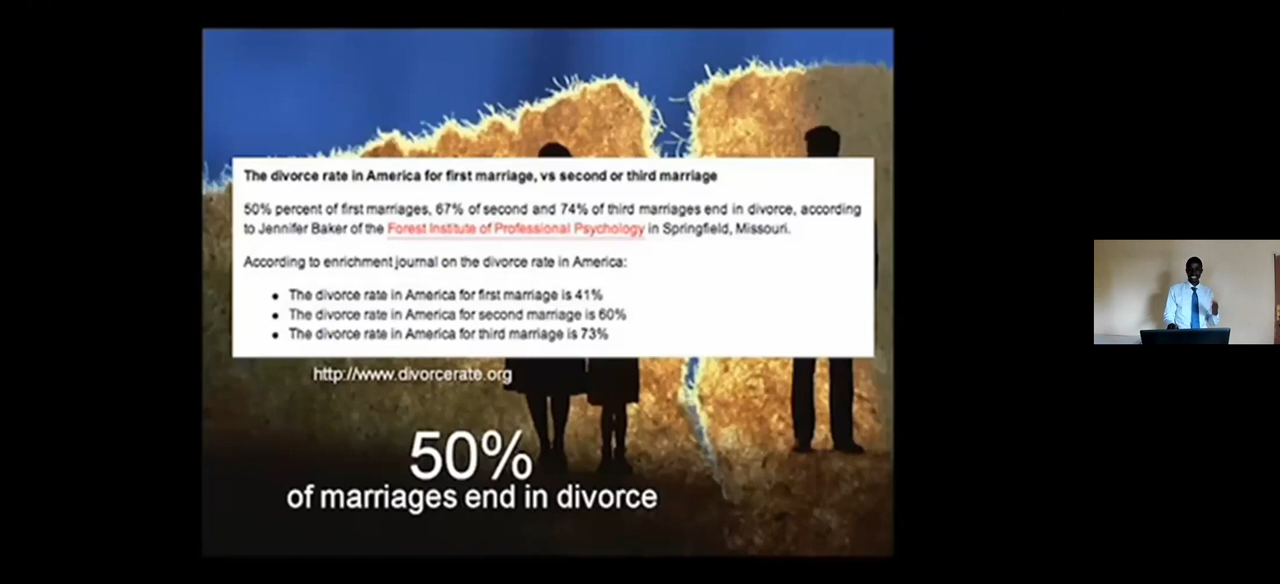 The divorce rate in America for first marriage, vs second or third marriage
50% percent of first marriages, 67% of second and 74% of third marriages end in divorce, according
to Jennifer Baker of the Forest Institute of Professional Psychology in Springfield, Missouri.
According to enrichment journal on the divorce rate in America:
• The divorce rate in America for first marriage is 41%
• The divorce rate in America for second marriage is 60%
• The divorce rate in America for third marriage is 73%
http://www.divorcerate.org
50%
of marriages end in divorce